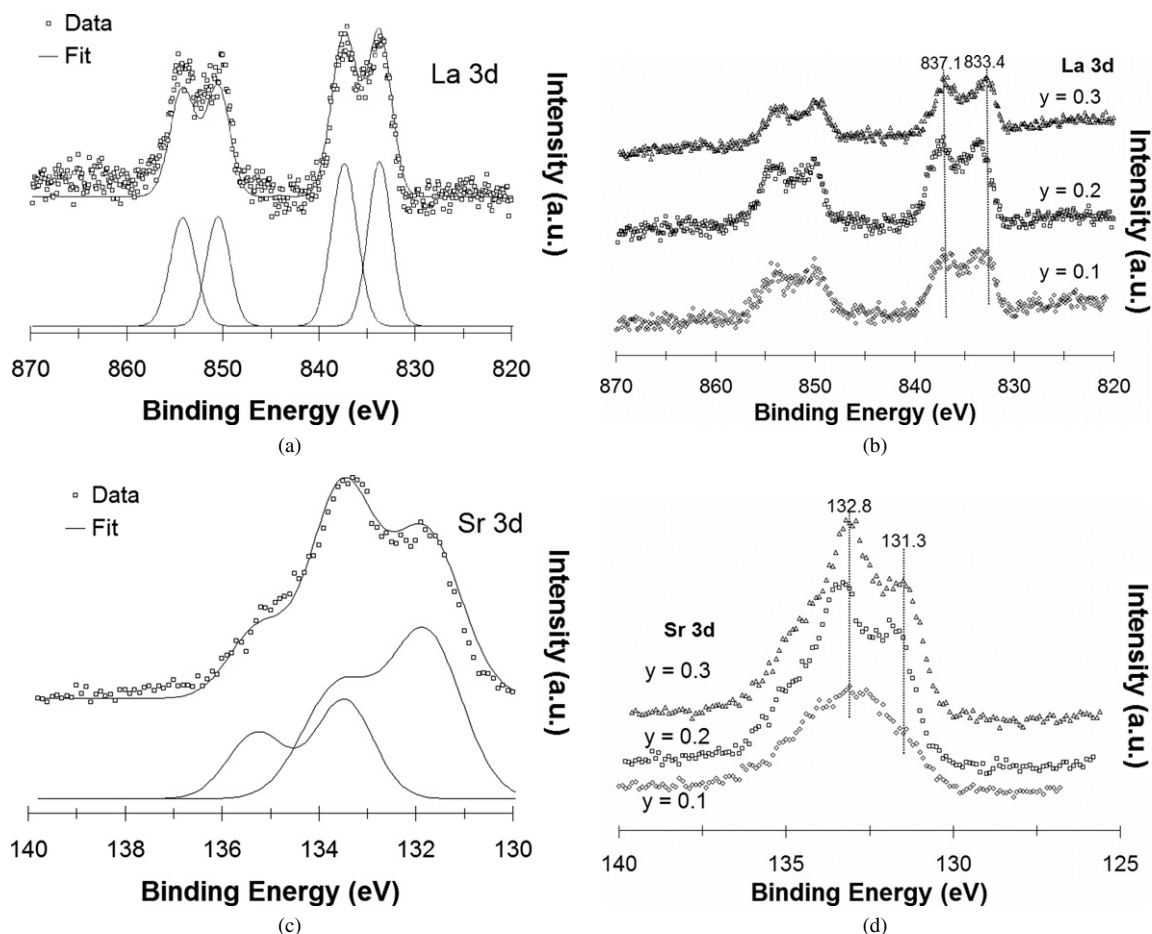 Data
Fit
La 3d
Intensity (a.u.)
870 860 850 840 830 820
Binding Energy (eV)
(a)
837.1 833.4
La 3d
y = 0.3
y = 0.2
y = 0.1
Intensity (a.u.)
870 860 850 840 830 820
Binding Energy (eV)
(b)
Data
Fit
Sr 3d
Intensity (a.u.)
140 138 136 134 132 130
Binding Energy (eV)
(c)
132.8
131.3
Sr 3d
y = 0.3
y = 0.2
y = 0.1
Intensity (a.u.)
140 135 130 125
Binding Energy (eV)
(d)